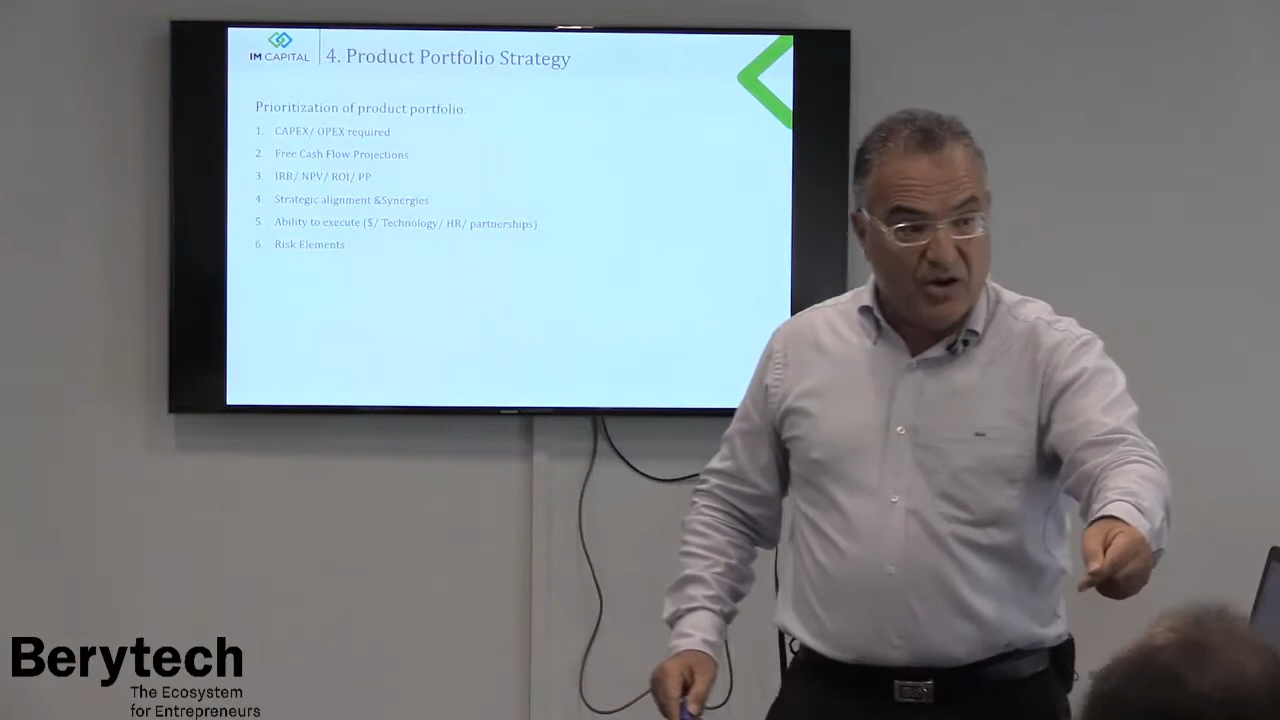 IM CAPITAL
4. Product Portfolio Strategy
Prioritization of product portfolio:
1. CAPEX/ OPEX required
2. Free Cash Flow Projections
3. IRR/ NPV/ ROI/ PP
4. Strategic alignment &Synergies
5. Ability to execute ($/ Technology/ HR/ partnerships)
6. Risk Elements
Berytech
The Ecosystem
for Entrepreneurs